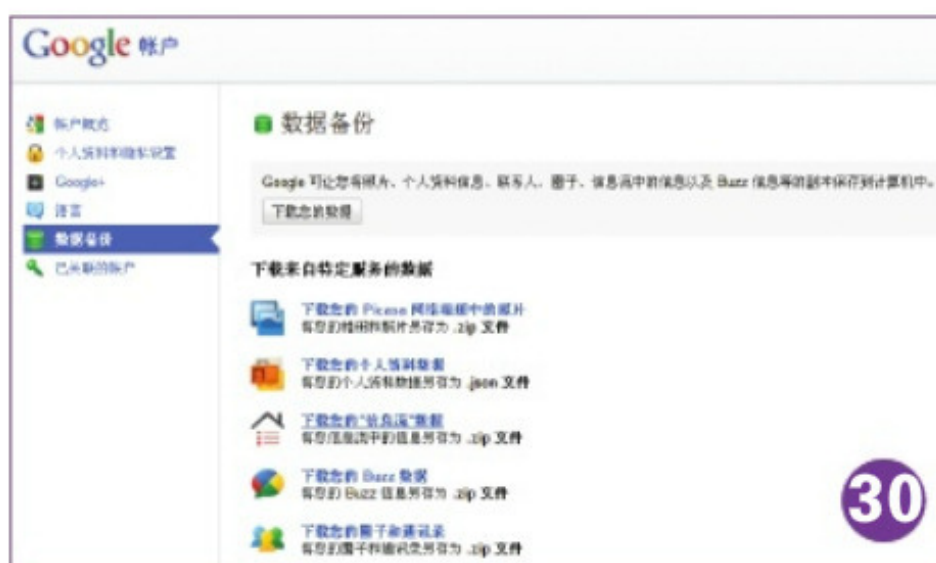 Google 帐户
帐户概览
个人资料和隐私设置
Google+
语言
数据备份
已关联的帐户
数据备份
Google 可让您将照片、个人资料信息、联系人、圈子、信息流中的信息以及 Buzz 信息等的副本保存到计算机中。
下载您的数据
下载来自特定服务的数据
下载您的 Picasa 网络相册中的照片
将您的相册和照片另存为 .zip 文件
下载您的个人资料数据
将您的个人资料数据另存为 .json 文件
下载您的“信息流”数据
将您信息流中的信息另存为 .zip 文件
下载您的 Buzz 数据
将您的 Buzz 信息另存为 .zip 文件
下载您的圈子和通讯录
将您的圈子和通讯录另存为 .zip 文件
30